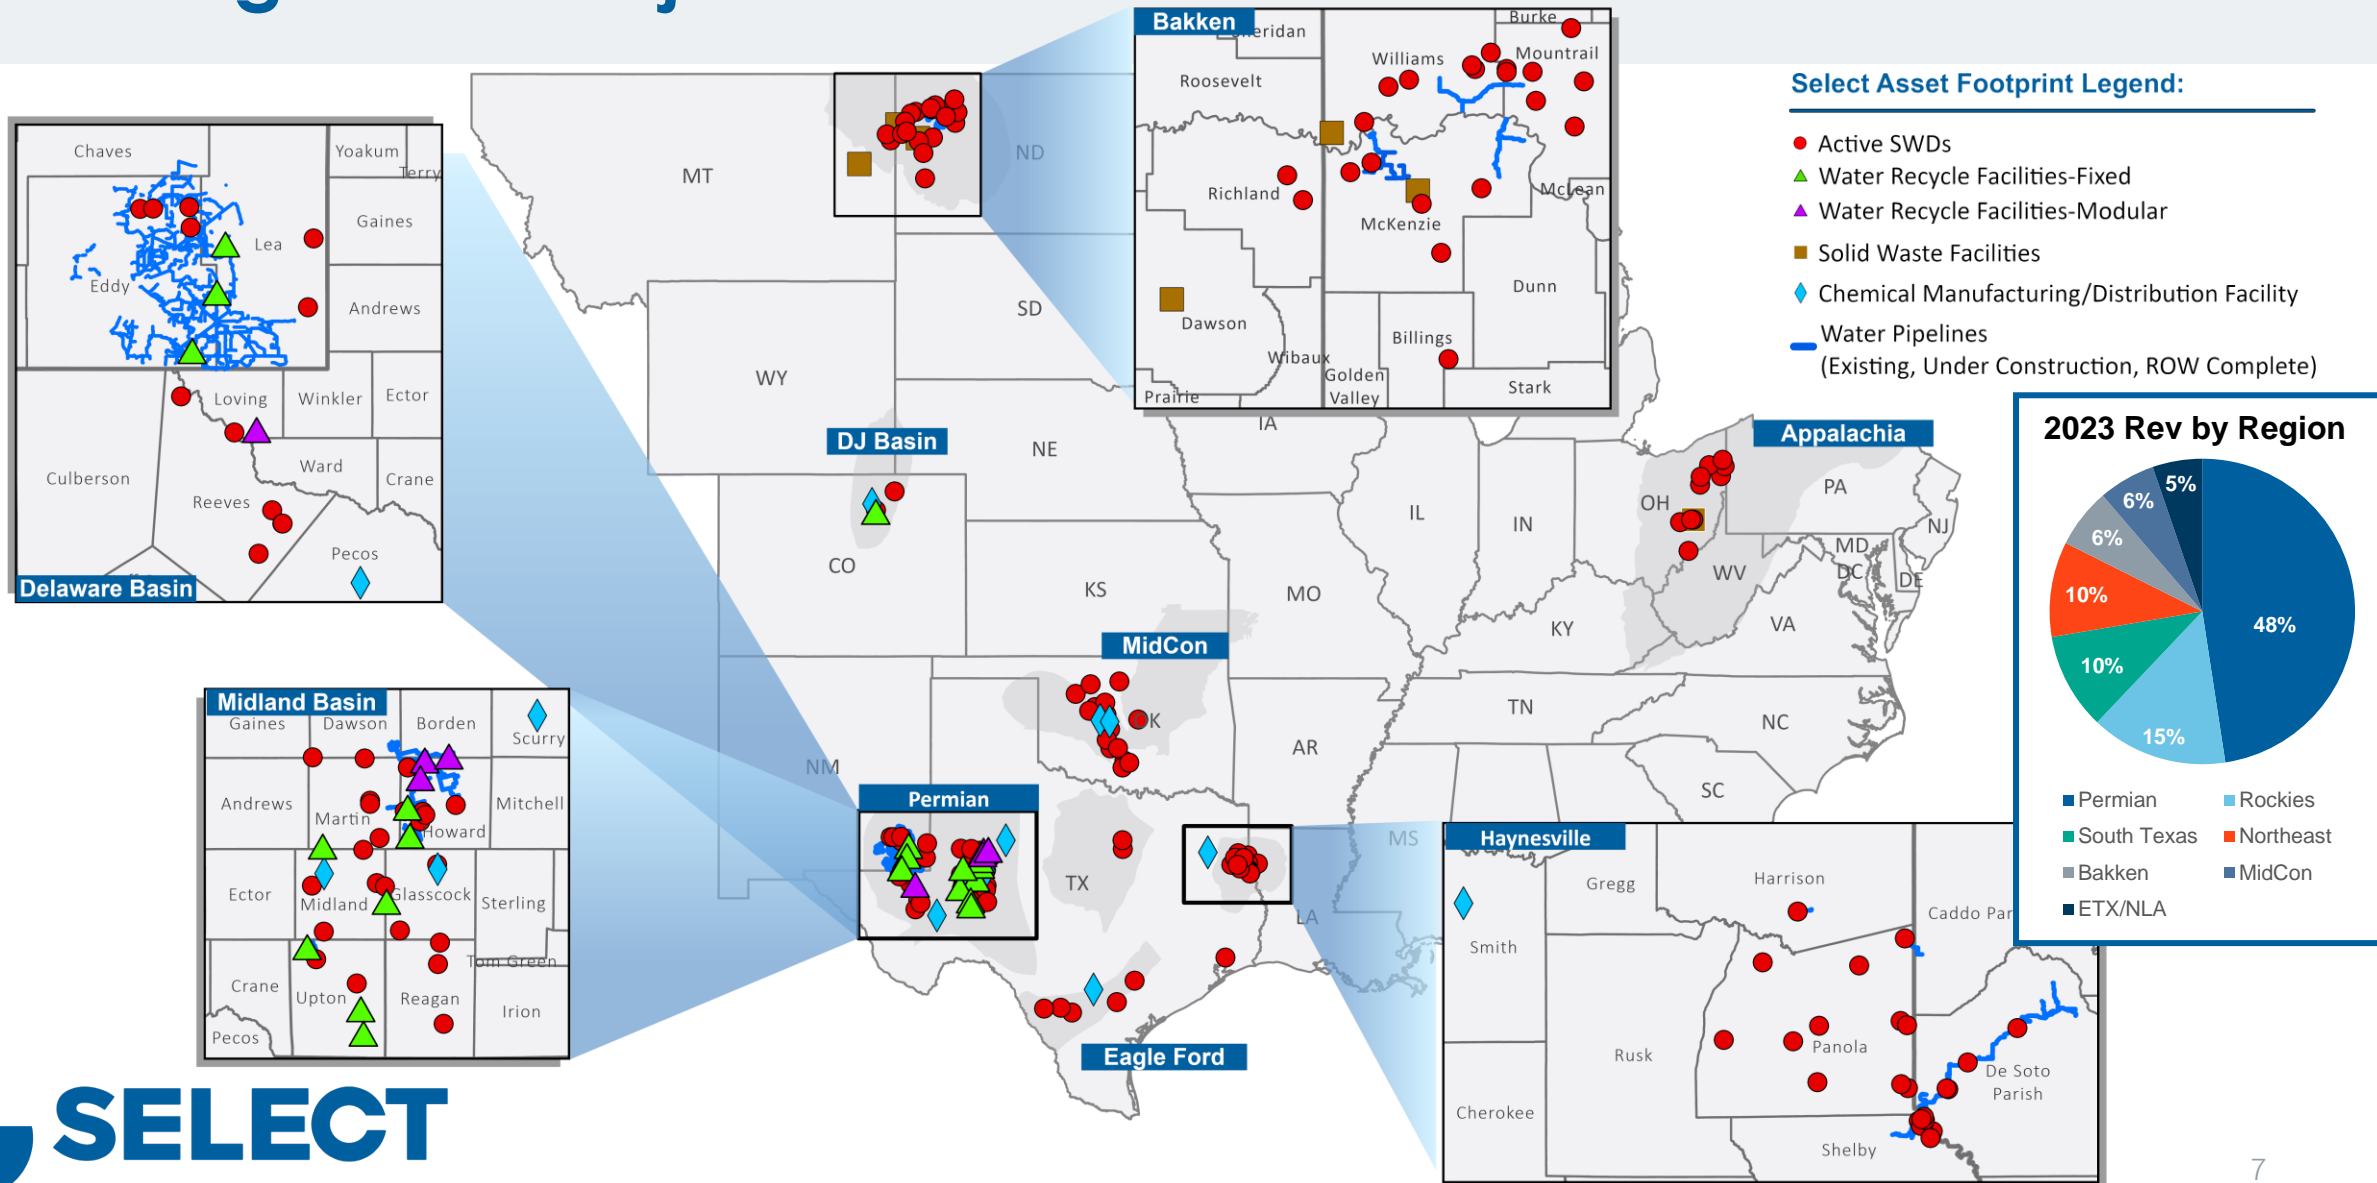 Bakken
Burke
Williams
Mountrail
Roosevelt
Richland
McKenzie
McLean
Dunn
Dawson
Billings
Wibaux
Golden
Valley
Stark
Prairie
Select Asset Footprint Legend:
Active SWDs
Water Recycle Facilities-Fixed
Water Recycle Facilities-Modular
Solid Waste Facilities
Chemical Manufacturing/Distribution Facility
Water Pipelines
(Existing, Under Construction, ROW Complete)
Chaves
Yoakum
Terry
Gaines
Lea
Eddy
Andrews
Loving
Winkler
Ector
Culberson
Ward
Crane
Reeves
Pecos
Delaware Basin
MT
ND
SD
WY
NE
IA
DJ Basin
CO
KS
MO
IL
IN
OH
Appalachia
PA
NJ
MD
DC
DE
WV
VA
KY
MidCon
OK
TN
NC
AR
SC
NM
MS
TX
LA
Permian
Eagle Ford
Midland Basin
Gaines
Dawson
Borden
Scurry
Andrews
Martin
Howard
Mitchell
Ector
Midland
Glasscock
Sterling
Tom Green
Crane
Upton
Reagan
Irion
Pecos
Haynesville
Gregg
Harrison
Smith
Rusk
Panola
De Soto
Parish
Cherokee
Shelby
2023 Rev by Region
5%
6%
6%
10%
10%
15%
48%
Permian
Rockies
South Texas
Northeast
Bakken
MidCon
ETX/NLA
SELECT
7